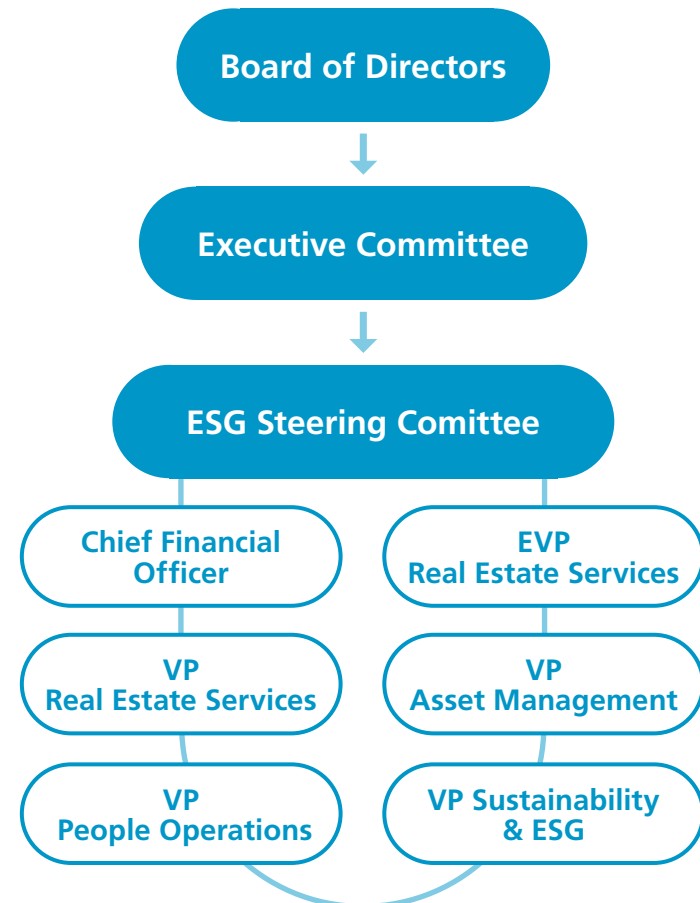 Board of Directors
Executive Committee
ESG Steering Comittee
Chief Financial
Officer
EVP
Real Estate Services
VP
Real Estate Services
VP
Asset Management
VP
People Operations
VP Sustainability
& ESG